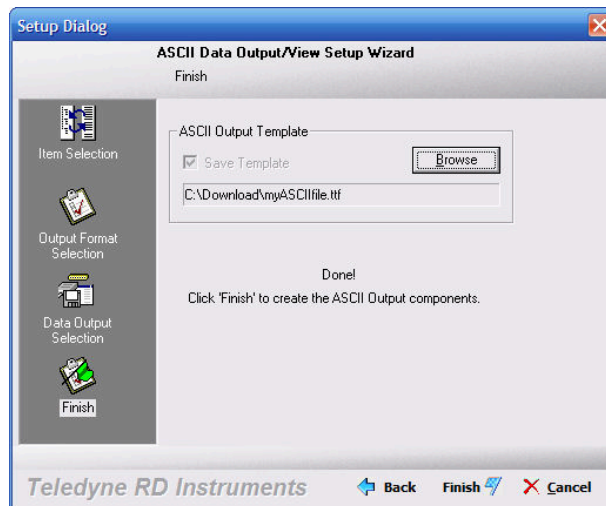 Setup Dialog
ASCII Data Output/View Setup Wizard
Finish
Item Selection
Output Format
Selection
Data Output
Selection
Finish
ASCII Output Template
Save Template
Browse
C:\Download\myASCIIfile.ttf
Done!
Click 'Finish' to create the ASCII Output components.
Teledyne RD Instruments
Back
Finish
Cancel